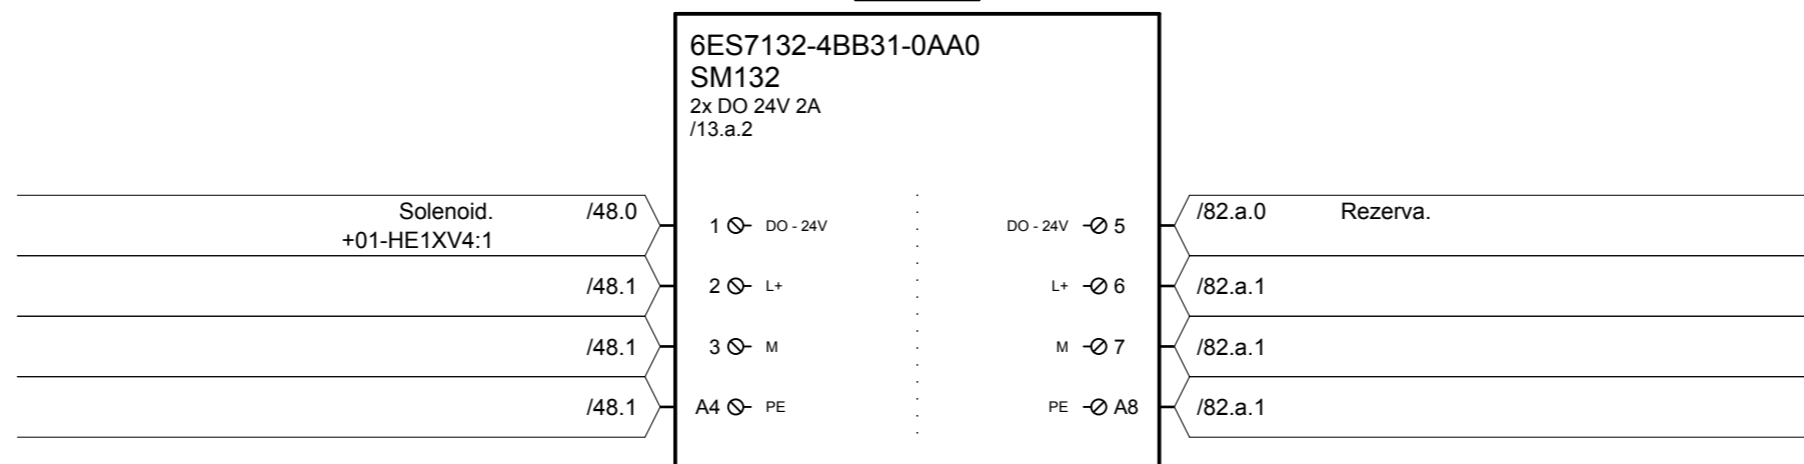 6ES7132-4BB31-0AA0
SM132
2x DO 24V 2A
/13.a.2
Solenoid. /48.0 1 DO - 24V DO - 24V 5 /82.a.0 Rezerva.
+01-HE1XV4:1
/48.1 2 L+ L+ 6 /82.a.1
/48.1 3 M M 7 /82.a.1
/48.1 A4 PE PE A8 /82.a.1